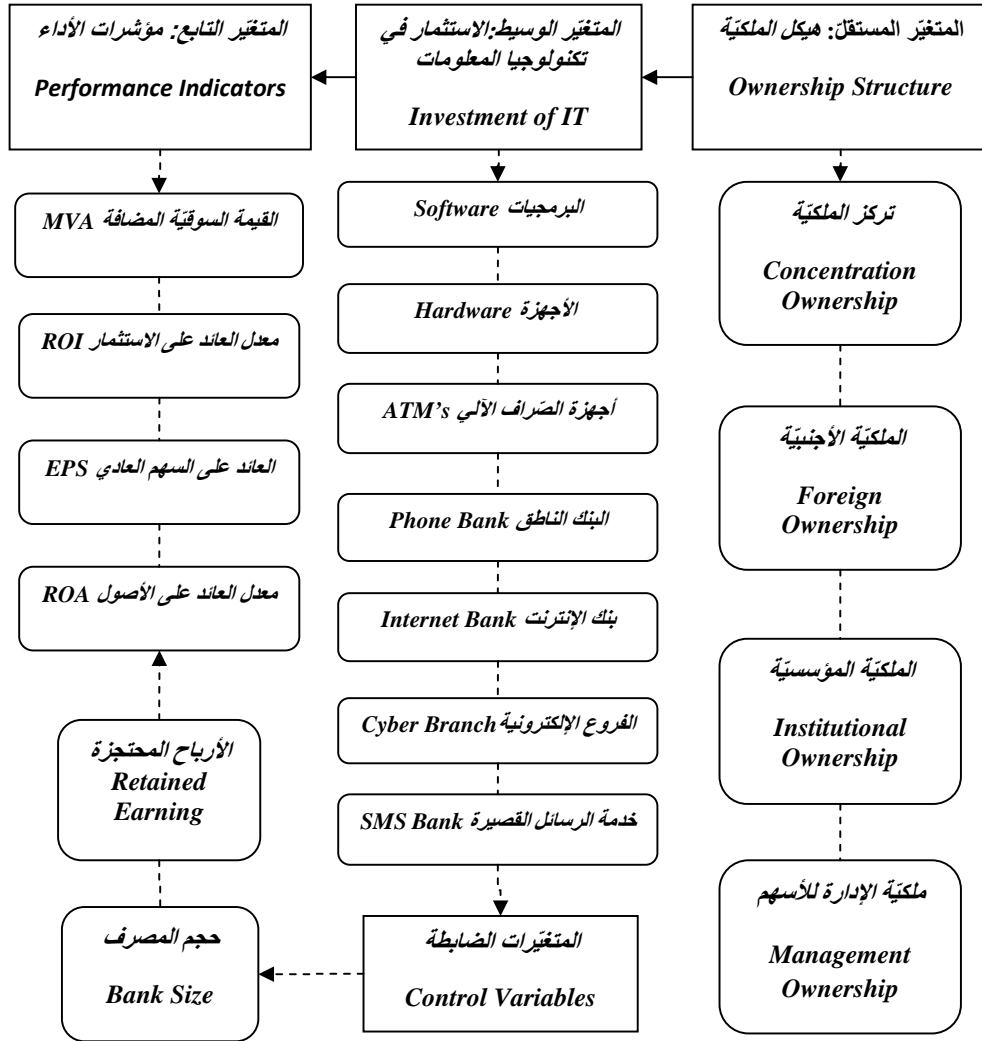 المتغيّر المستقلّ: هيكل الملكيّة
Ownership Structure
المتغيّر الوسيط:الاستثمار في
تكنولوجيا المعلومات
Investment of IT
المتغيّر التابع: مؤشرات الأداء
Performance Indicators
تركز الملكيّة
Concentration
Ownership
الملكيّة الأجنبيّة
Foreign
Ownership
الملكيّة المؤسسيّة
Institutional
Ownership
ملكيّة الإدارة للأسهم
Management
Ownership
البرمجيات Software
الأجهزة Hardware
أجهزة الصّراف الآلي ATM’s
البنك الناطق Phone Bank
بنك الإنترنت Internet Bank
الفروع الإلكترونية Cyber Branch
خدمة الرسائل القصيرة SMS Bank
المتغيّرات الضابطة
Control Variables
القيمة السوقيّة المضافة MVA
معدل العائد على الاستثمار ROI
العائد على السهم العادي EPS
معدل العائد على الأصول ROA
الأرباح المحتجزة
Retained
Earning
حجم المصرف
Bank Size